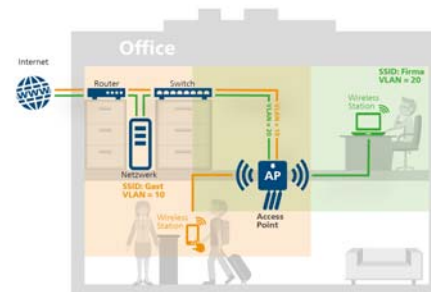 Office
Internet
WWW
Router
Switch
Netzwerk
VLAN = 20
VLAN = 10
SSID: Firma
VLAN = 20
Wireless
Station
SSID: Gast
VLAN = 10
Wireless
Station
AP
Access
Point